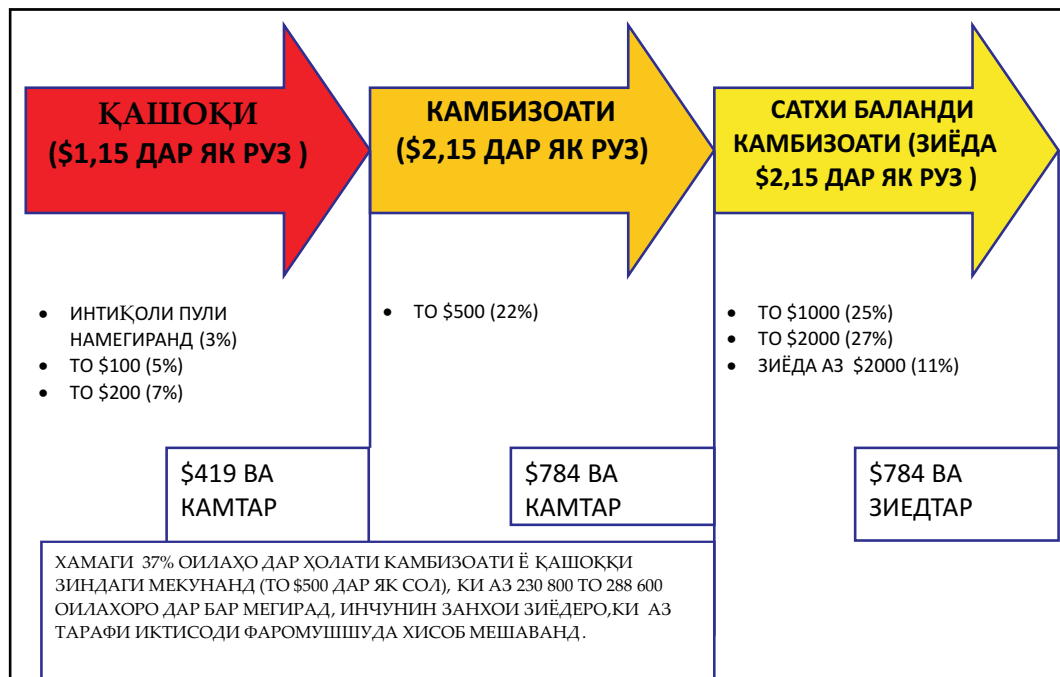 ҚАШОҚИ
($1,15 ДАР ЯК РУЗ )
КАМБИЗОАТИ
($2,15 ДАР ЯК РУЗ)
САТХИ БАЛАНДИ
КАМБИЗОАТИ (ЗИЁДА
$2,15 ДАР ЯК РУЗ )
• ИНТИҚОЛИ ПУЛИ
НАМЕГИРАНД (3%)
• ТО $100 (5%)
• ТО $200 (7%)
• ТО $500 (22%)
• ТО $1000 (25%)
• ТО $2000 (27%)
• ЗИЁДА АЗ $2000 (11%)
$419 ВА
КАМТАР
$784 ВА
КАМТАР
$784 ВА
ЗИЕДТАР
ХАМАГИ 37% ОИЛАҲО ДАР ҲОЛАТИ КАМБИЗОАТИ Ё ҚАШОҚҚИ
ЗИНДАГИ МЕКУНАНД (ТО $500 ДАР ЯК СОЛ), КИ АЗ 230 800 ТО 288 600
ОИЛАХОРО ДАР БАР МЕГИРАД, ИНЧУНИН ЗАНХОИ ЗИЁДЕРО,КИ АЗ
ТАРАФИ ИКТИСОДИ ФАРОМУШШУДА ХИСОБ МЕШАВАНД.